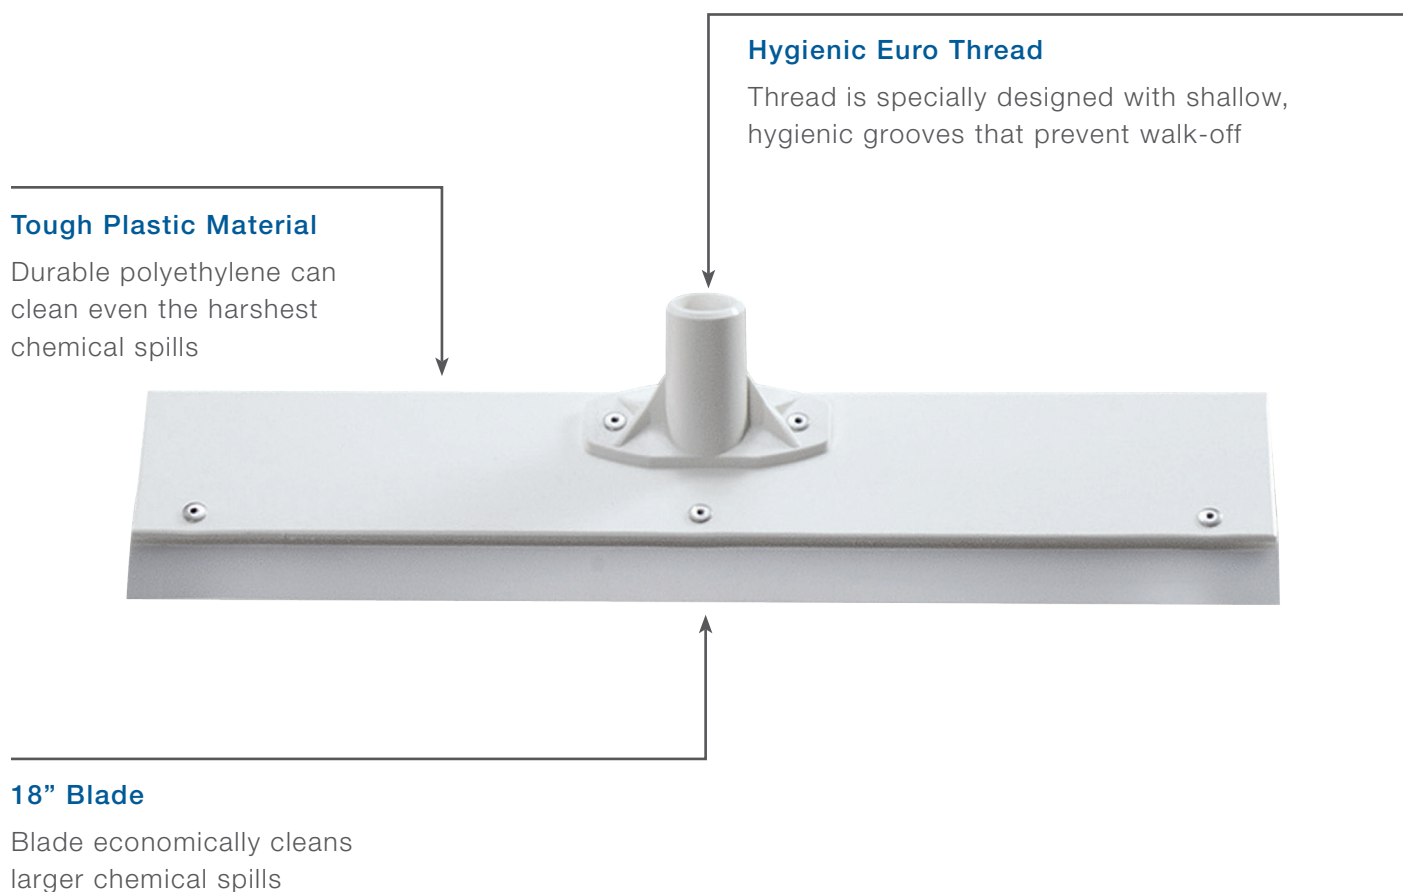 Hygienic Euro Thread
Thread is specially designed with shallow,
hygienic grooves that prevent walk-off
Tough Plastic Material
Durable polyethylene can
clean even the harshest
chemical spills
18” Blade
Blade economically cleans
larger chemical spills